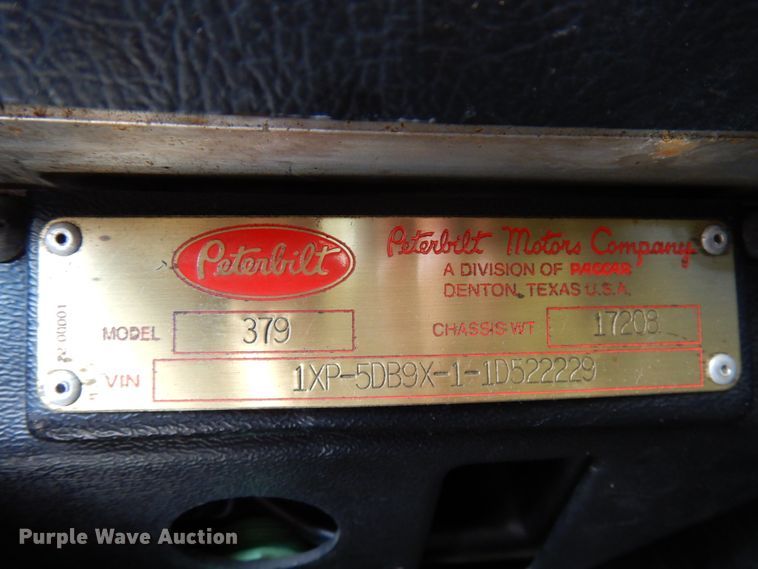 Peterbilt
Peterbilt Motors Company
A DIVISION OF PACCAR
DENTON, TEXAS U.S.A.
MODEL 379 CHASSIS WT 17208
VIN 1XP-5DB9X-1-1D522229
Purple Wave Auction